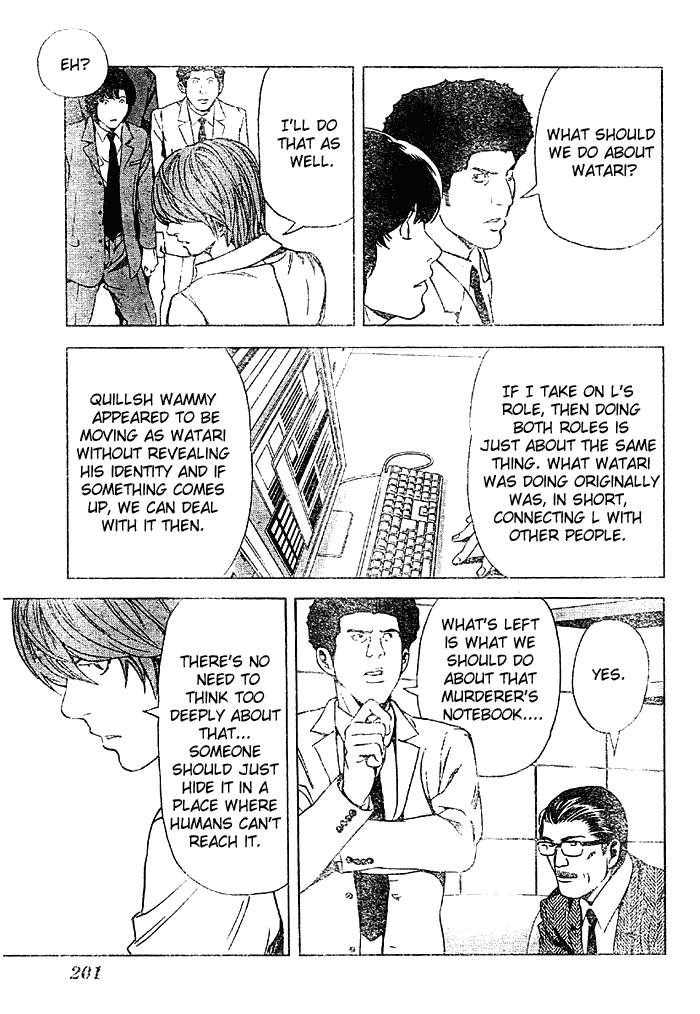 WHAT SHOULD
WE DO ABOUT
WATARI?
I'LL DO
THAT AS
WELL.
EH?
IF I TAKE ON L'S
ROLE, THEN DOING
BOTH ROLES IS
JUST ABOUT THE SAME
THING. WHAT WATARI
WAS DOING ORIGINALLY
WAS, IN SHORT,
CONNECTING L WITH
OTHER PEOPLE.
QUILLSH WAMMY
APPEARED TO BE
MOVING AS WATARI
WITHOUT REVEALING
HIS IDENTITY AND IF
SOMETHING COMES
UP, WE CAN DEAL
WITH IT THEN.
YES.
WHAT'S LEFT
IS WHAT WE
SHOULD DO
ABOUT THAT
MURDERER'S
NOTEBOOK....
THERE'S NO
NEED TO
THINK TOO
DEEPLY ABOUT
THAT...
SOMEONE
SHOULD JUST
HIDE IT IN A
PLACE WHERE
HUMANS CAN'T
REACH IT.
201